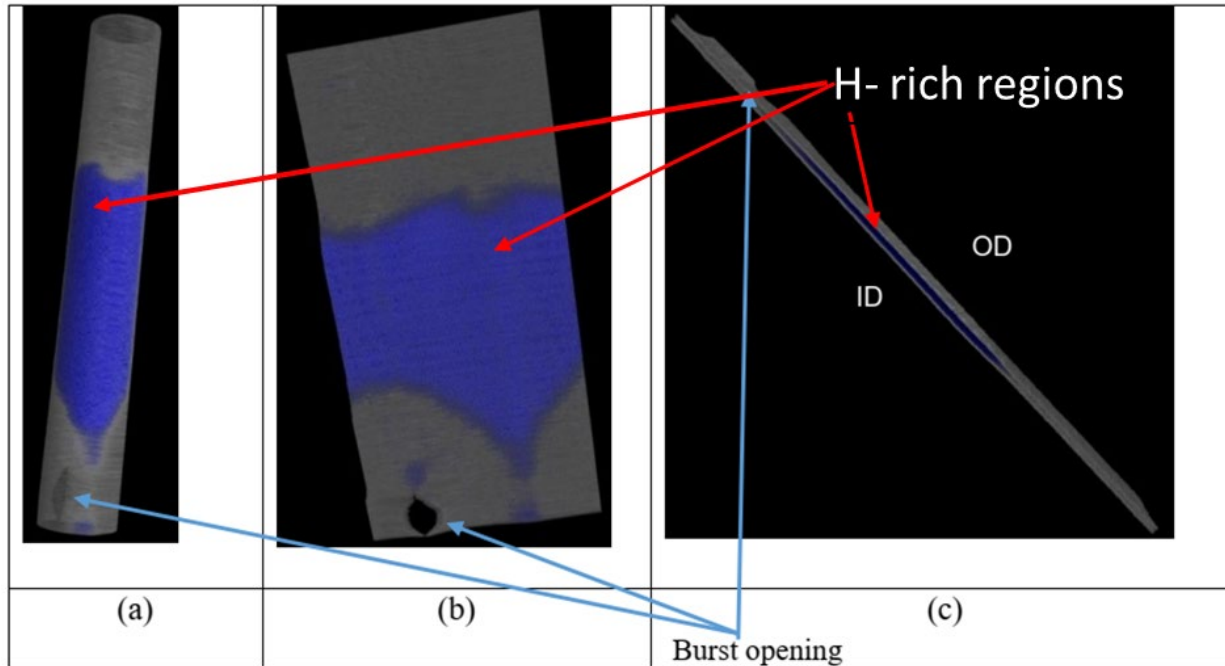 H- rich regions
OD
ID
(a)
(b)
(c)
Burst opening